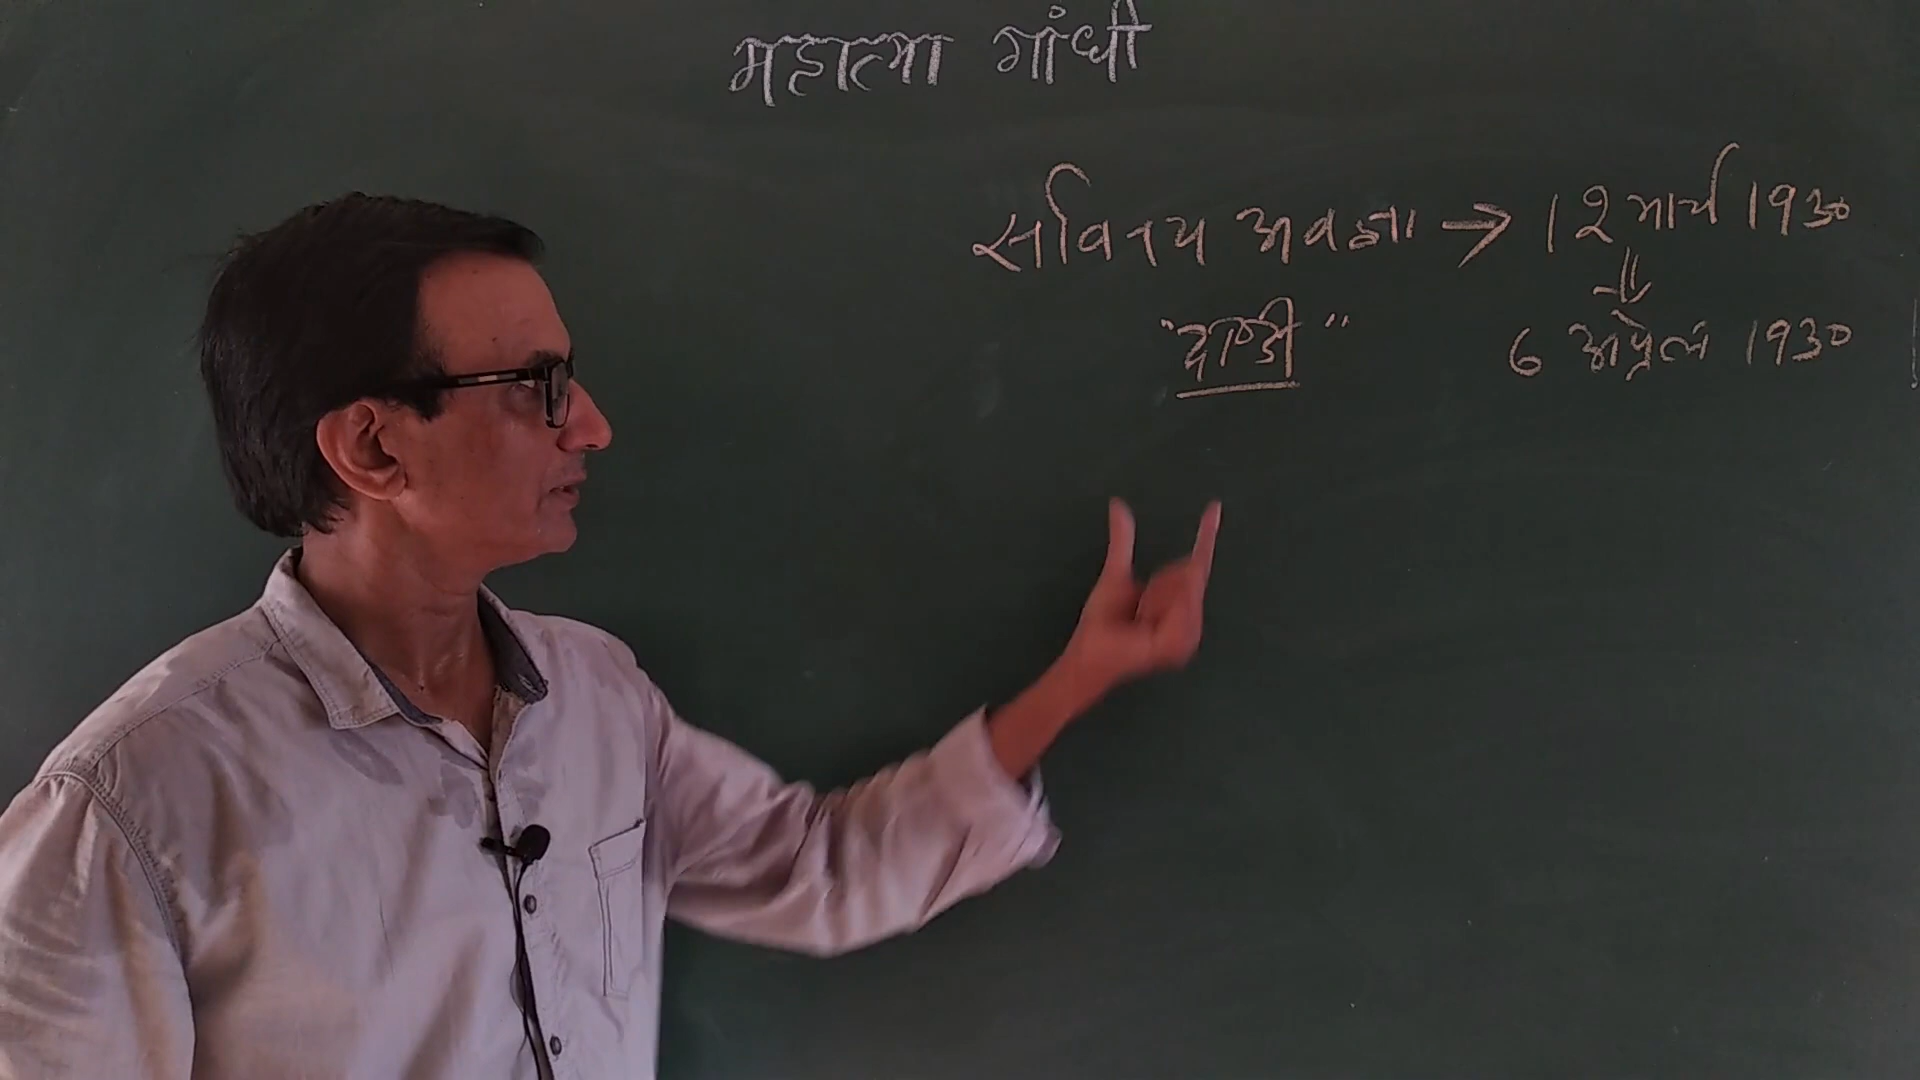 महात्मा गांधी
सविनय अवज्ञा → 12 मार्च 1930
"दाण्डी" 6 अप्रेल 1930